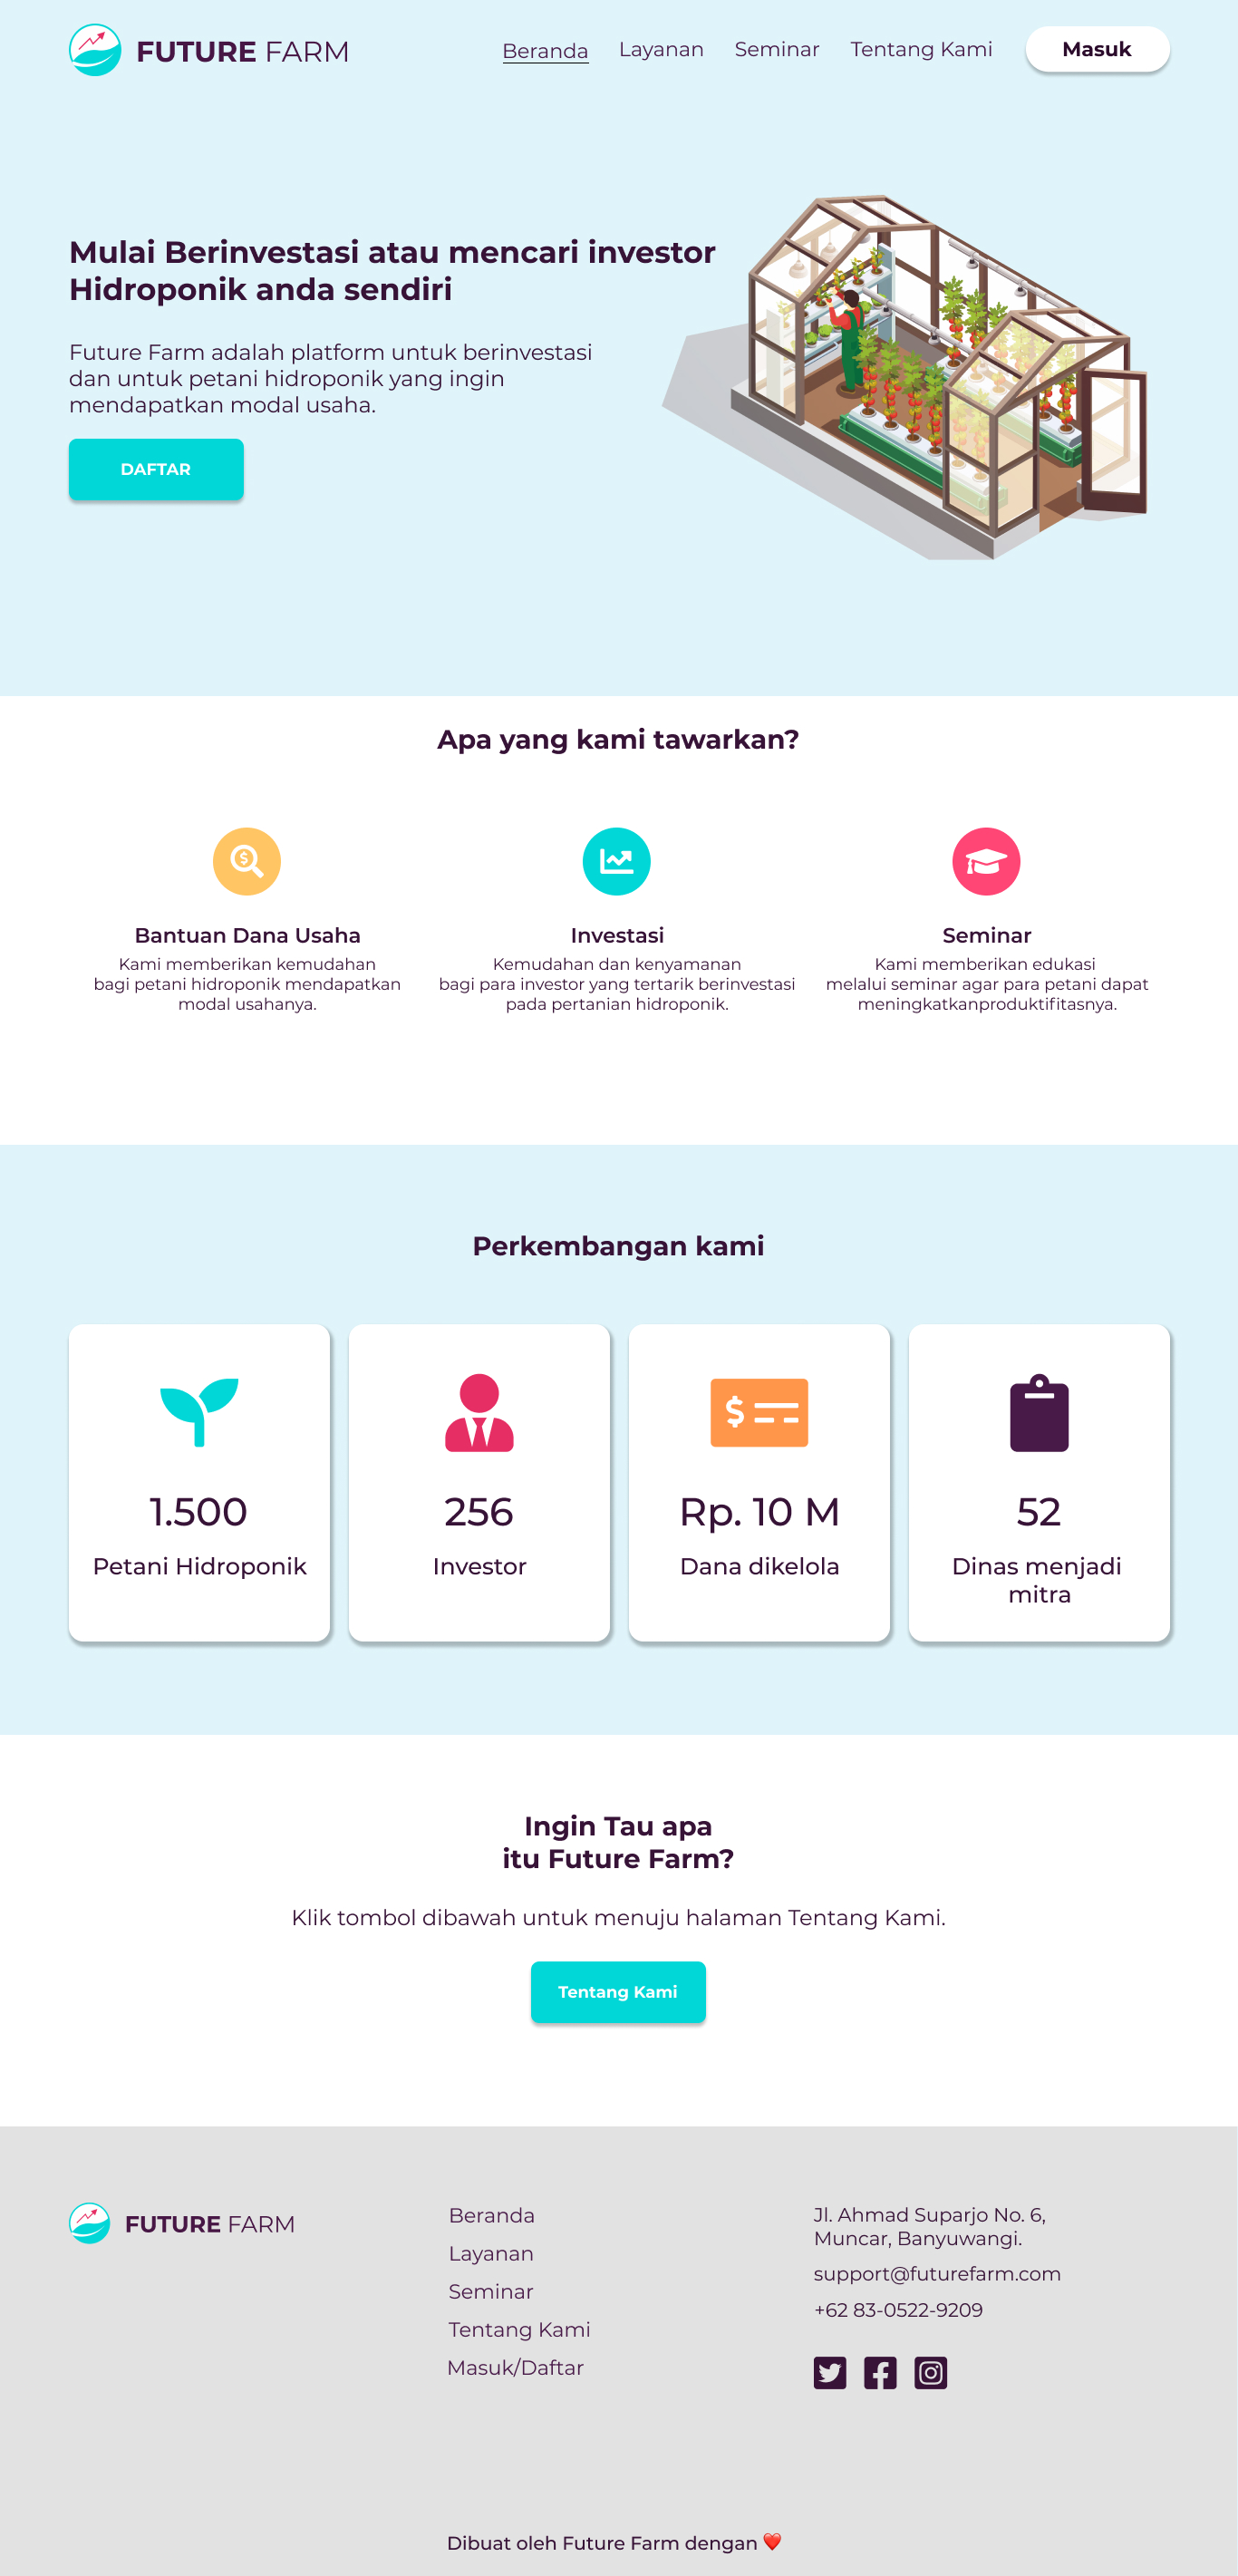 FUTURE FARM
Beranda
Layanan
Seminar
Tentang Kami
Masuk
Mulai Berinvestasi atau mencari investor
Hidroponik anda sendiri
Future Farm adalah platform untuk berinvestasi
dan untuk petani hidroponik yang ingin
mendapatkan modal usaha.
DAFTAR
Apa yang kami tawarkan?
Bantuan Dana Usaha
Kami memberikan kemudahan
bagi petani hidroponik mendapatkan
modal usahanya.
Investasi
Kemudahan dan kenyamanan
bagi para investor yang tertarik berinvestasi
pada pertanian hidroponik.
Seminar
Kami memberikan edukasi
melalui seminar agar para petani dapat
meningkatkanproduktifitasnya.
Perkembangan kami
1.500
Petani Hidroponik
256
Investor
Rp. 10 M
Dana dikelola
52
Dinas menjadi
mitra
Ingin Tau apa
itu Future Farm?
Klik tombol dibawah untuk menuju halaman Tentang Kami.
Tentang Kami
FUTURE FARM
Beranda
Layanan
Seminar
Tentang Kami
Masuk/Daftar
Jl. Ahmad Suparjo No. 6,
Muncar, Banyuwangi.
support@futurefarm.com
+62 83-0522-9209
Dibuat oleh Future Farm dengan ❤️